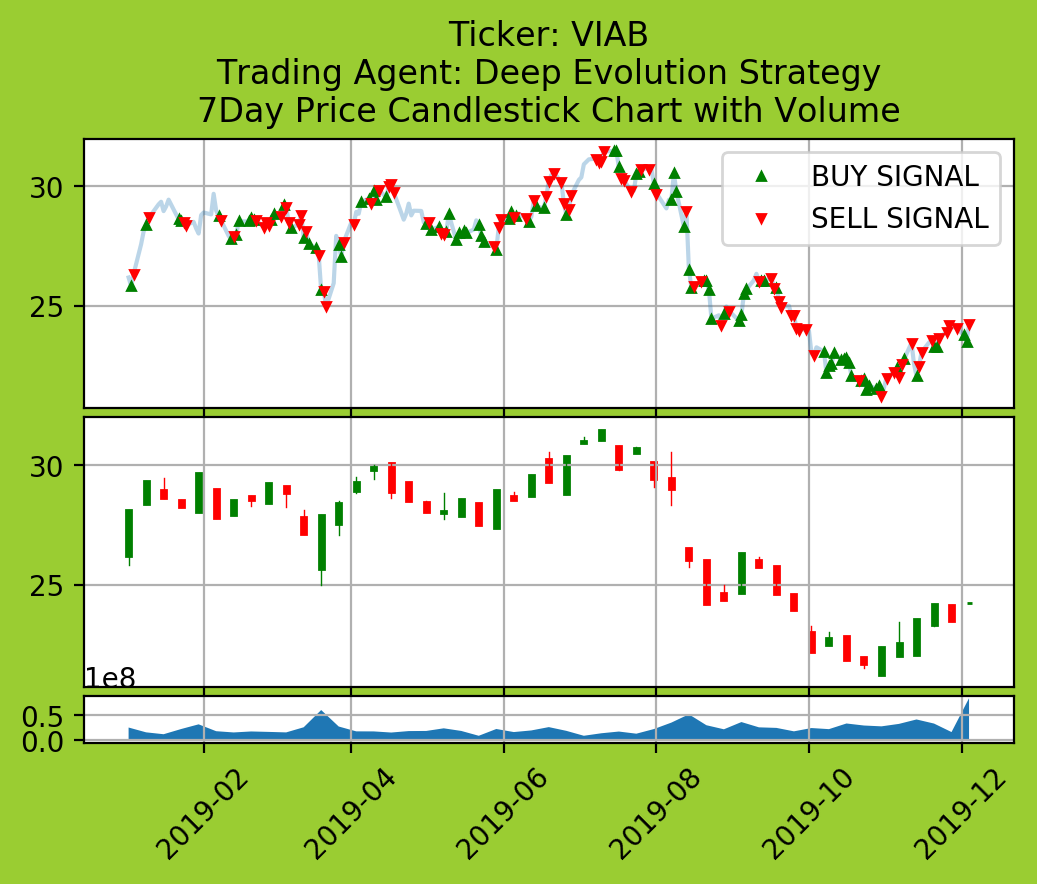 Ticker: VIAB
Trading Agent: Deep Evolution Strategy
7Day Price Candlestick Chart with Volume
BUY SIGNAL
SELL SIGNAL
30
25
30
25
1e8
0.5
0.0
2019-02
2019-04
2019-06
2019-08
2019-10
2019-12